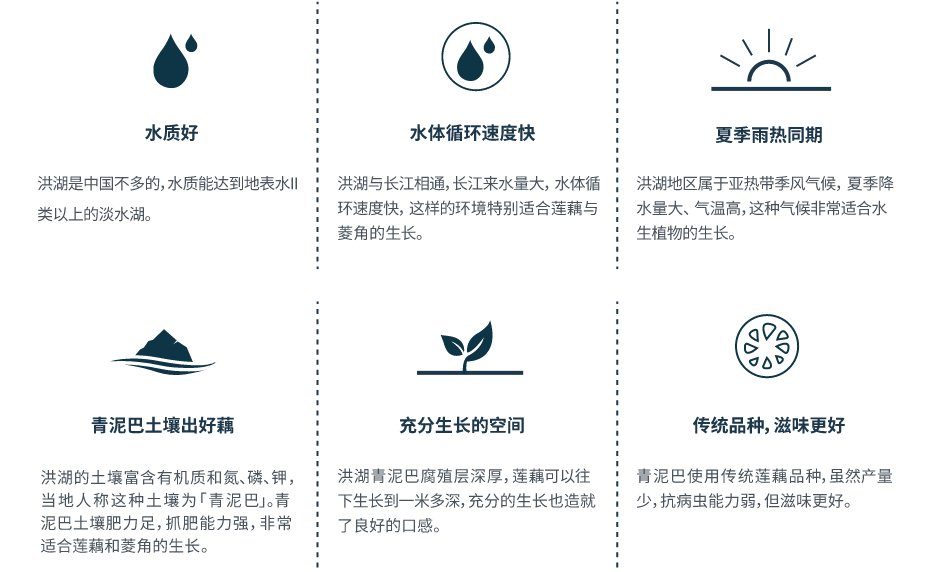 水质好
洪湖是中国不多的，水质能达到地表水II
类以上的淡水湖。
水体循环速度快
洪湖与长江相通，长江来水量大，水体循
环速度快，这样的环境特别适合莲藕与
菱角的生长。
夏季雨热同期
洪湖地区属于亚热带季风气候，夏季降
水量大、气温高，这种气候非常适合水
生植物的生长。
青泥巴土壤出好藕
洪湖的土壤富含有机质和氮、磷、钾，
当地人称这种土壤为「青泥巴」。青
泥巴土壤肥力足，抓肥能力强，非常
适合莲藕和菱角的生长。
充分生长的空间
洪湖青泥巴腐殖层深厚，莲藕可以往
下生长到一米多深，充分的生长也造就
了良好的口感。
传统品种，滋味更好
青泥巴使用传统莲藕品种，虽然产量
少，抗病虫能力弱，但滋味更好。